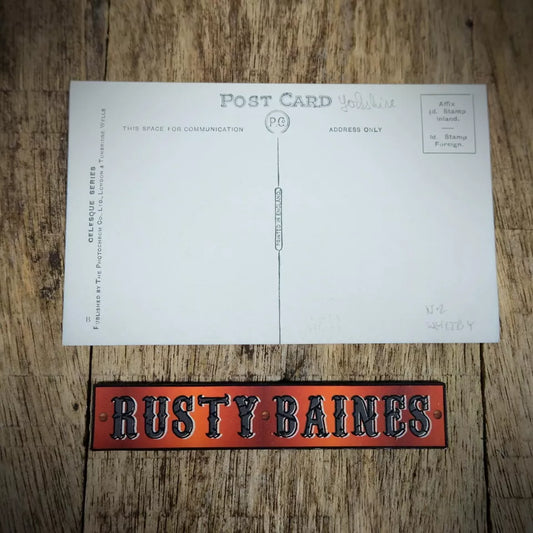 POST CARD Yorkshire
P.C
THIS SPACE FOR COMMUNICATION
ADDRESS ONLY
Affix
½d. Stamp
Inland.
1d. Stamp
Foreign.
CELESQUE SERIES
PUBLISHED BY THE PHOTOCHROM CO. LTD., LONDON & TUNBRIDGE WELLS
PRINTED IN ENGLAND
WHITBY
RUSTY BAINES